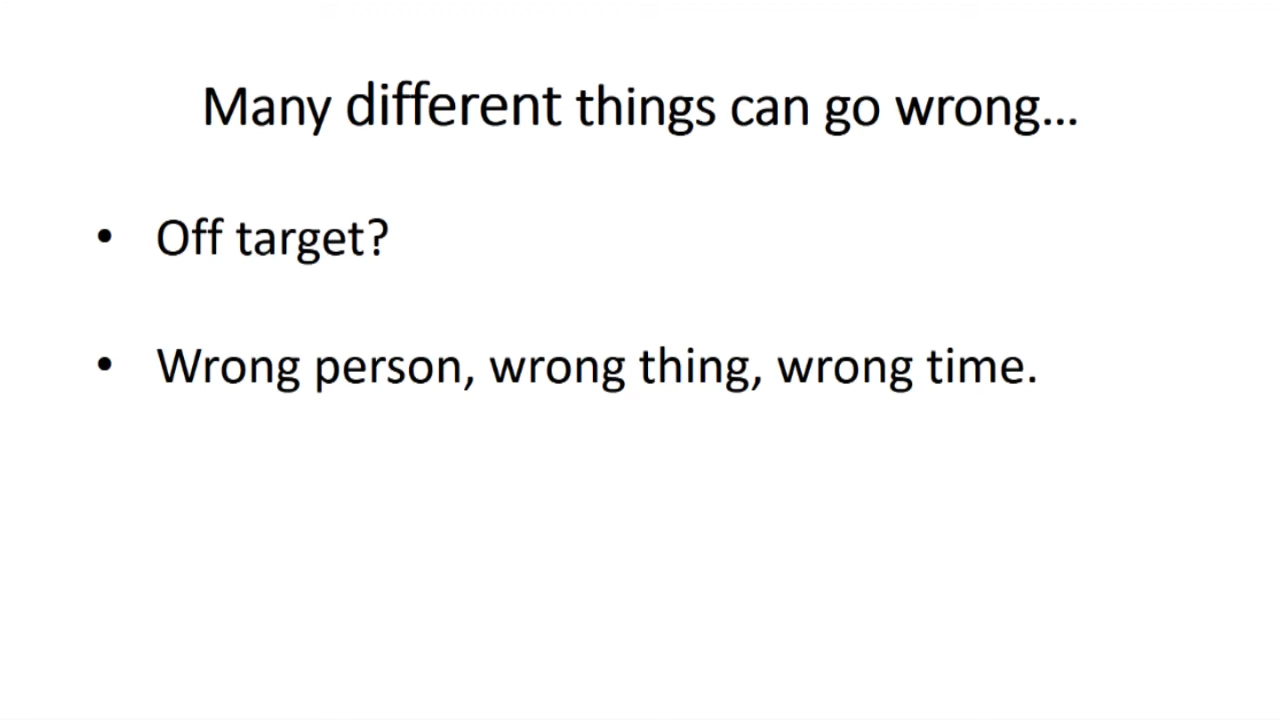 Many different things can go wrong...
• Off target?
• Wrong person, wrong thing, wrong time.